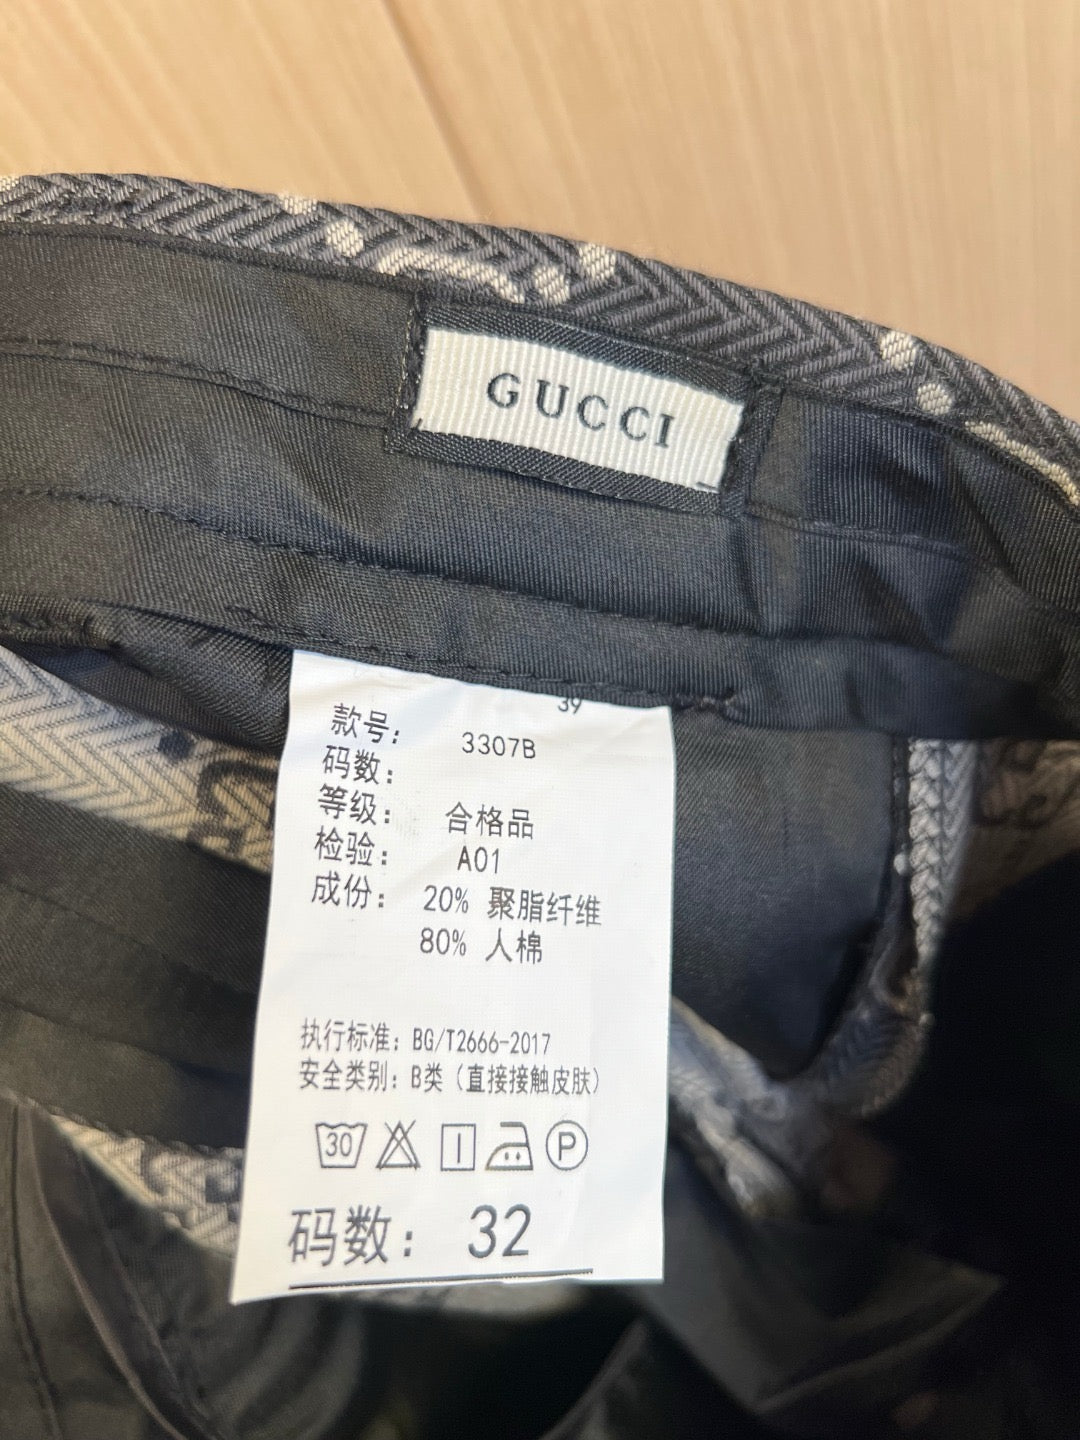 GUCCI
39
款号： 3307B
码数：
等级： 合格品
检验： A01
成份： 20% 聚脂纤维
80% 人棉
执行标准：BG/T2666-2017
安全类别：B类（直接接触皮肤）
30 P
码数： 32